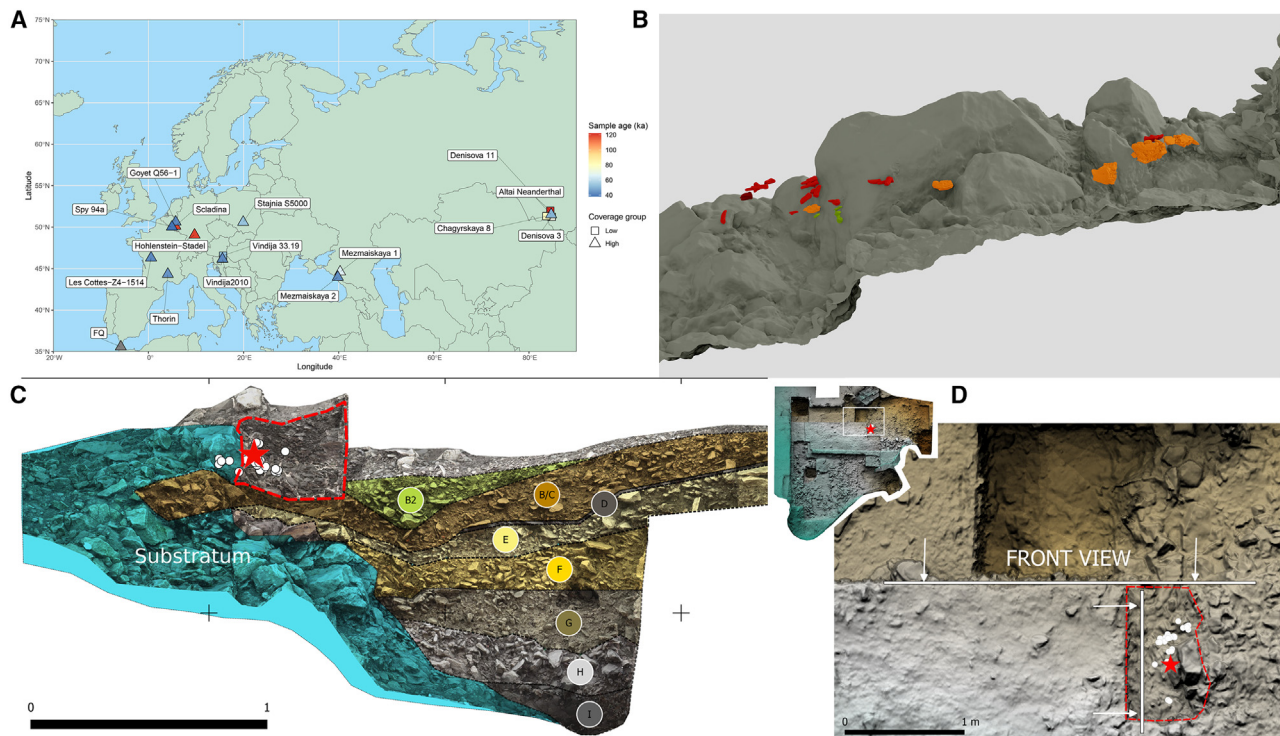 A
75°N
70°N
65°N
60°N
55°N
50°N
45°N
40°N
35°N
20°W
0°
20°E
40°E
60°E
80°E
Latitude
Longitude
Goyet Q56-1
Spy 94a
Scladina
Stajnia S5000
Hohlenstein-Stadel
Vindija 33.19
Les Cottes-Z4-1514
Vindija2010
Mezmaiskaya 1
Mezmaiskaya 2
Thorin
FQ
Denisova 11
Altai Neanderthal
Chagyrskaya 8
Denisova 3
Sample age (ka)
120
100
80
60
40
Coverage group
Low
High
B
C
Substratum
B2
B/C
D
E
F
G
H
I
0
1
D
FRONT VIEW
0
1 m